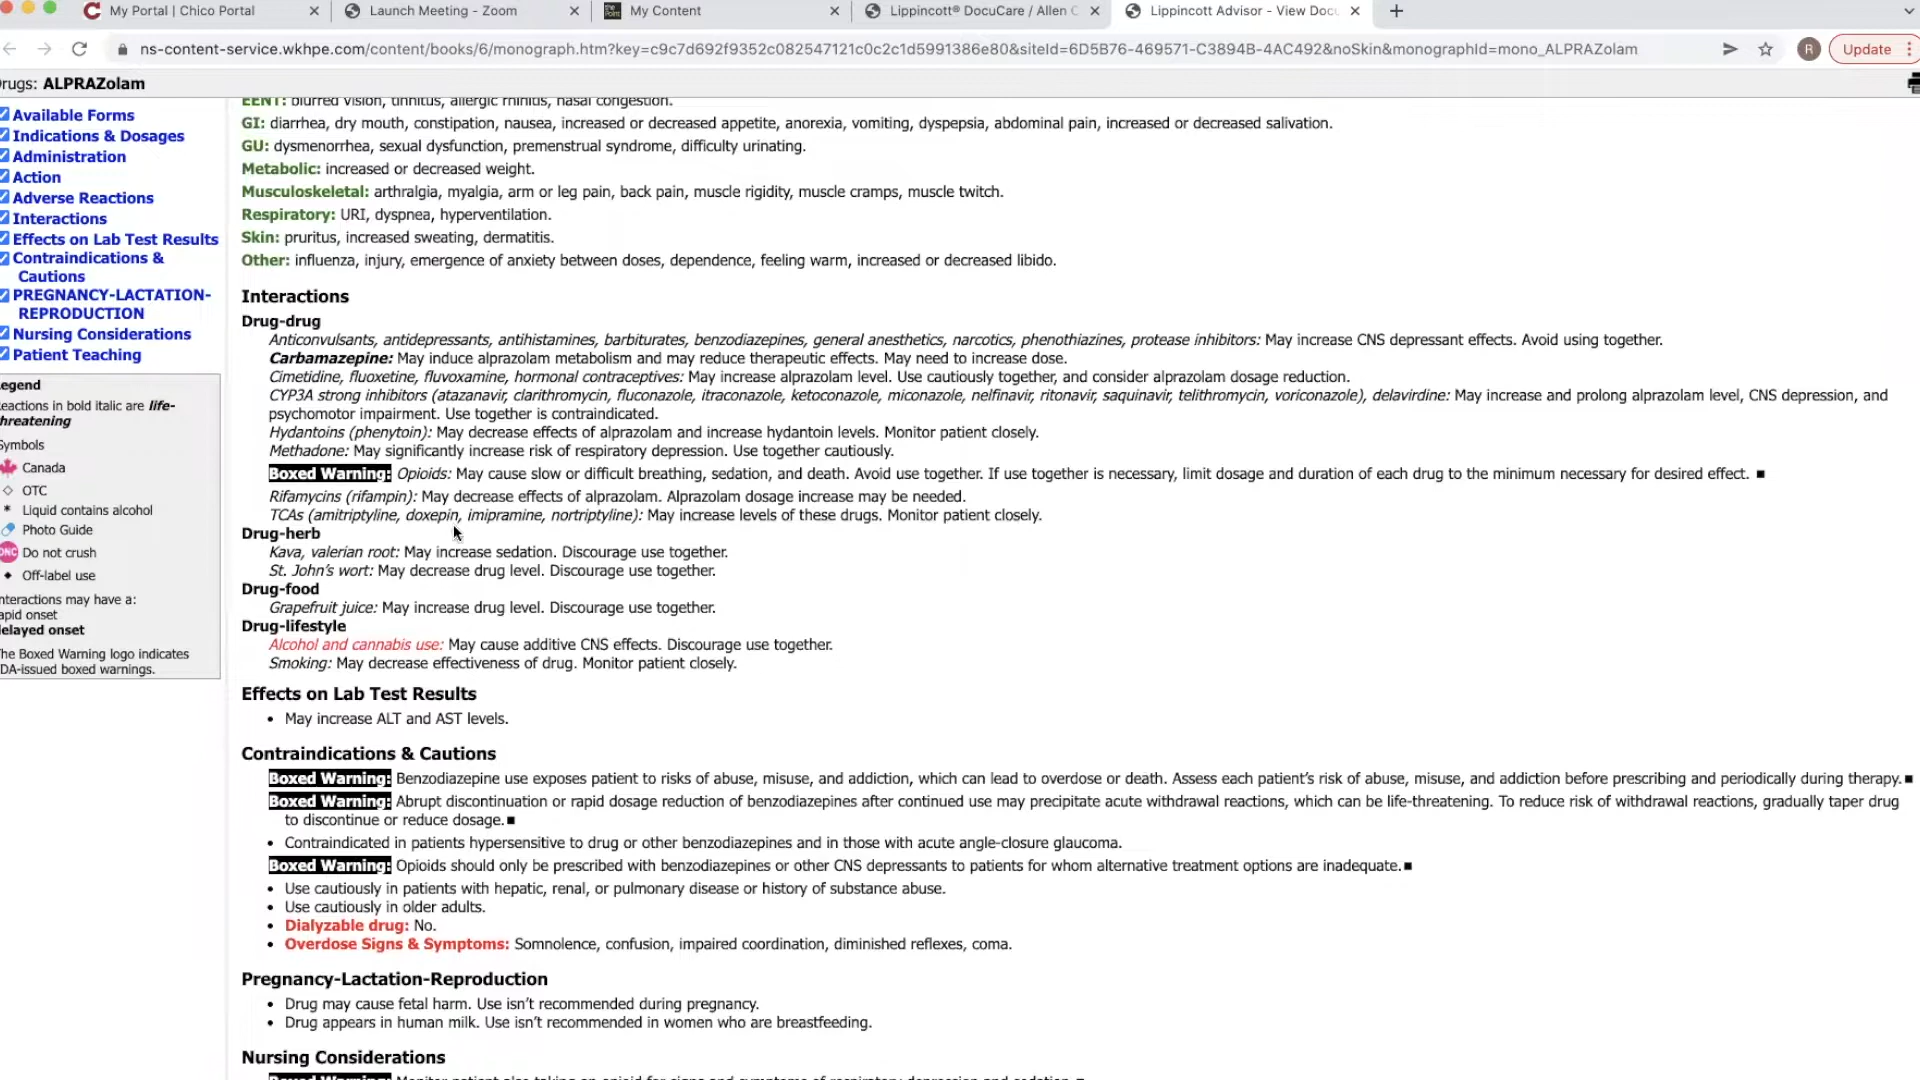 My Portal | Chico Portal
Launch Meeting - Zoom
My Content
Lippincott® DocuCare / Allen C
Lippincott Advisor - View Docu
ns-content-service.wkhpe.com/content/books/6/monograph.htm?key=c9c7d692f9352c082547121c0c2c1d5991386e80&siteId=6D5B76-469571-C3894B-4AC492&noSkin&monographId=mono_ALPRAZolam
R
Update
rugs: ALPRAZolam
Available Forms
Indications & Dosages
Administration
Action
Adverse Reactions
Interactions
Effects on Lab Test Results
Contraindications &
Cautions
PREGNANCY-LACTATION-
REPRODUCTION
Nursing Considerations
Patient Teaching
egend
eactions in bold italic are life-
hreatening
Symbols
Canada
OTC
* Liquid contains alcohol
Photo Guide
DNC Do not crush
Off-label use
nteractions may have a:
apid onset
elayed onset
he Boxed Warning logo indicates
DA-issued boxed warnings.
EENT: blurred vision, tinnitus, allergic rhinitis, nasal congestion.
GI: diarrhea, dry mouth, constipation, nausea, increased or decreased appetite, anorexia, vomiting, dyspepsia, abdominal pain, increased or decreased salivation.
GU: dysmenorrhea, sexual dysfunction, premenstrual syndrome, difficulty urinating.
Metabolic: increased or decreased weight.
Musculoskeletal: arthralgia, myalgia, arm or leg pain, back pain, muscle rigidity, muscle cramps, muscle twitch.
Respiratory: URI, dyspnea, hyperventilation.
Skin: pruritus, increased sweating, dermatitis.
Other: influenza, injury, emergence of anxiety between doses, dependence, feeling warm, increased or decreased libido.
Interactions
Drug-drug
Anticonvulsants, antidepressants, antihistamines, barbiturates, benzodiazepines, general anesthetics, narcotics, phenothiazines, protease inhibitors: May increase CNS depressant effects. Avoid using together.
Carbamazepine: May induce alprazolam metabolism and may reduce therapeutic effects. May need to increase dose.
Cimetidine, fluoxetine, fluvoxamine, hormonal contraceptives: May increase alprazolam level. Use cautiously together, and consider alprazolam dosage reduction.
CYP3A strong inhibitors (atazanavir, clarithromycin, fluconazole, itraconazole, ketoconazole, miconazole, nelfinavir, ritonavir, saquinavir, telithromycin, voriconazole), delavirdine: May increase and prolong alprazolam level, CNS depression, and
psychomotor impairment. Use together is contraindicated.
Hydantoins (phenytoin): May decrease effects of alprazolam and increase hydantoin levels. Monitor patient closely.
Methadone: May significantly increase risk of respiratory depression. Use together cautiously.
Boxed Warning: Opioids: May cause slow or difficult breathing, sedation, and death. Avoid use together. If use together is necessary, limit dosage and duration of each drug to the minimum necessary for desired effect. ■
Rifamycins (rifampin): May decrease effects of alprazolam. Alprazolam dosage increase may be needed.
TCAs (amitriptyline, doxepin, imipramine, nortriptyline): May increase levels of these drugs. Monitor patient closely.
Drug-herb
Kava, valerian root: May increase sedation. Discourage use together.
St. John's wort: May decrease drug level. Discourage use together.
Drug-food
Grapefruit juice: May increase drug level. Discourage use together.
Drug-lifestyle
Alcohol and cannabis use: May cause additive CNS effects. Discourage use together.
Smoking: May decrease effectiveness of drug. Monitor patient closely.
Effects on Lab Test Results
• May increase ALT and AST levels.
Contraindications & Cautions
Boxed Warning: Benzodiazepine use exposes patient to risks of abuse, misuse, and addiction, which can lead to overdose or death. Assess each patient's risk of abuse, misuse, and addiction before prescribing and periodically during therapy. ■
Boxed Warning: Abrupt discontinuation or rapid dosage reduction of benzodiazepines after continued use may precipitate acute withdrawal reactions, which can be life-threatening. To reduce risk of withdrawal reactions, gradually taper drug
to discontinue or reduce dosage. ■
• Contraindicated in patients hypersensitive to drug or other benzodiazepines and in those with acute angle-closure glaucoma.
Boxed Warning: Opioids should only be prescribed with benzodiazepines or other CNS depressants to patients for whom alternative treatment options are inadequate. ■
• Use cautiously in patients with hepatic, renal, or pulmonary disease or history of substance abuse.
• Use cautiously in older adults.
• Dialyzable drug: No.
• Overdose Signs & Symptoms: Somnolence, confusion, impaired coordination, diminished reflexes, coma.
Pregnancy-Lactation-Reproduction
• Drug may cause fetal harm. Use isn't recommended during pregnancy.
• Drug appears in human milk. Use isn't recommended in women who are breastfeeding.
Nursing Considerations
Boxed Warning: Monitor patient also taking an opioid for signs and symptoms of respiratory depression and sedation. ■